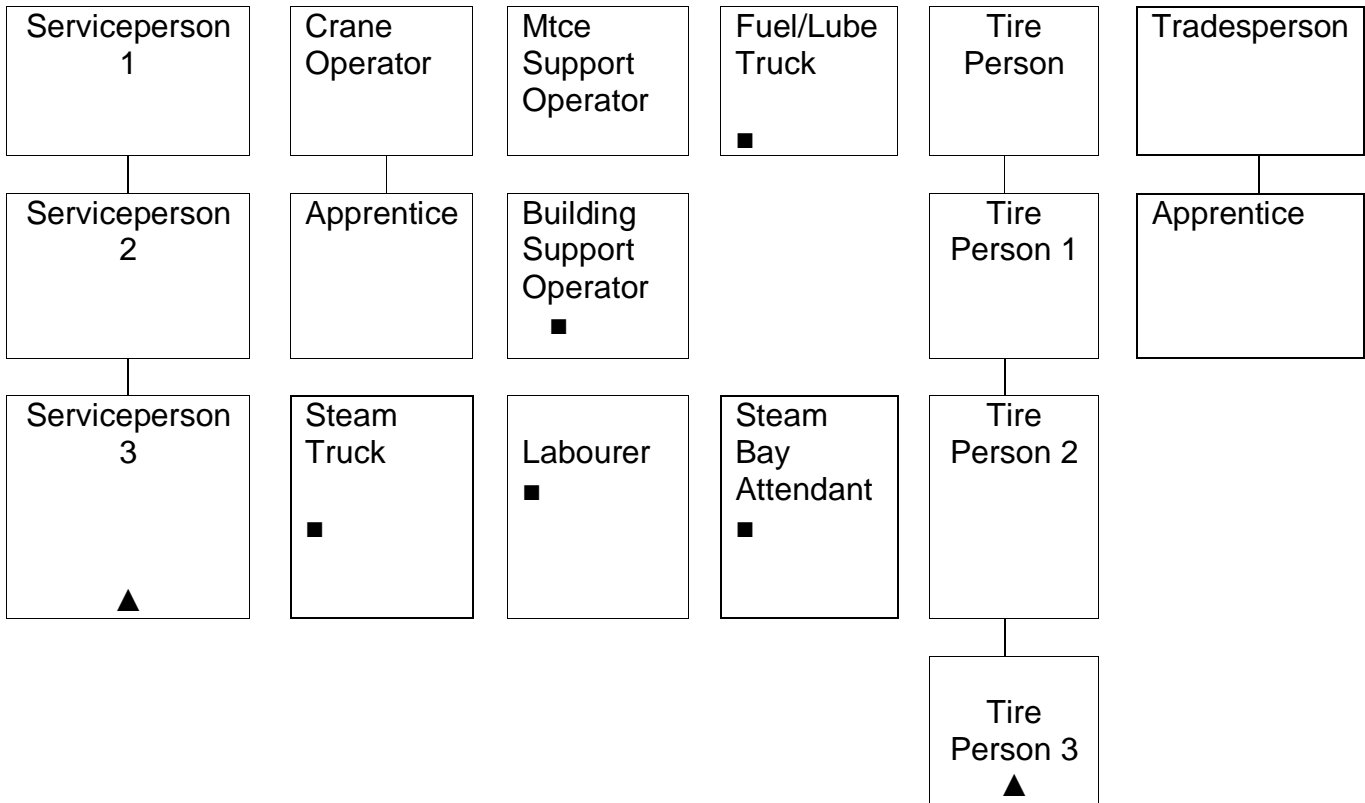 Serviceperson
1
Crane
Operator
Mtce
Support
Operator
Fuel/Lube
Truck
■
Tire
Person
Tradesperson
Serviceperson
2
Apprentice
Building
Support
Operator
■
Tire
Person 1
Apprentice
Serviceperson
3
▲
Steam
Truck
■
Labourer
■
Steam
Bay
Attendant
■
Tire
Person 2
Tire
Person 3
▲